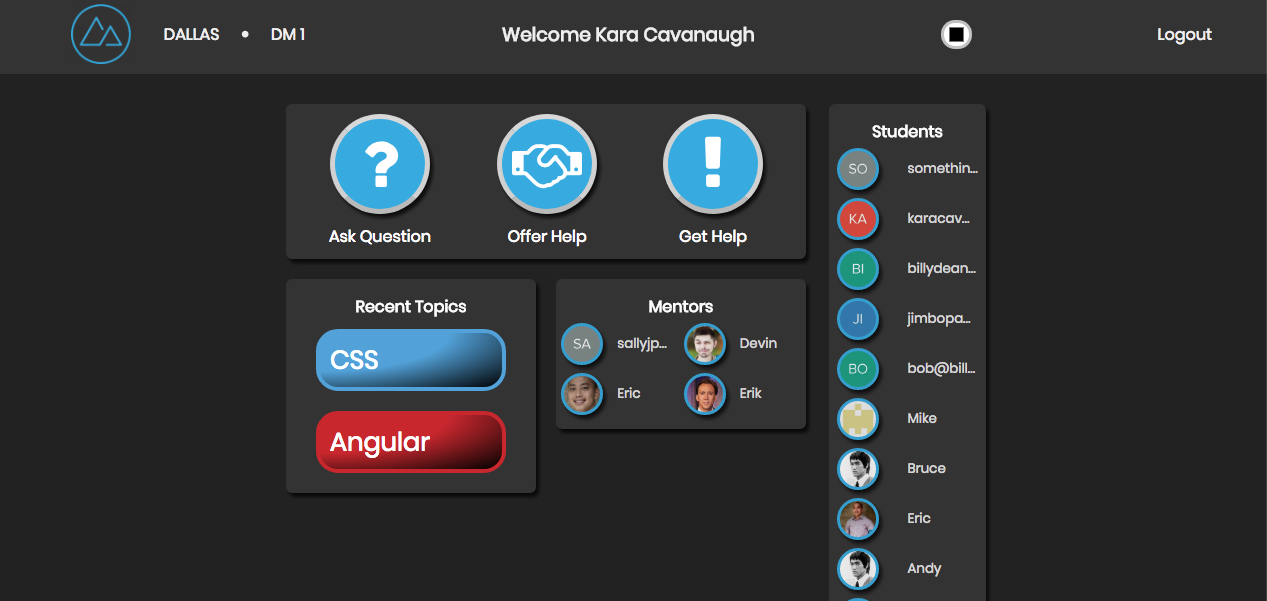 DALLAS • DM 1
Welcome Kara Cavanaugh
Logout
?
!
Ask Question
Offer Help
Get Help
Recent Topics
CSS
Angular
Mentors
SA sallyjp...
Devin
Eric
Erik
Students
SO somethin...
KA karacav...
BI billydean...
JI jimbopa...
BO bob@bill...
Mike
Bruce
Eric
Andy